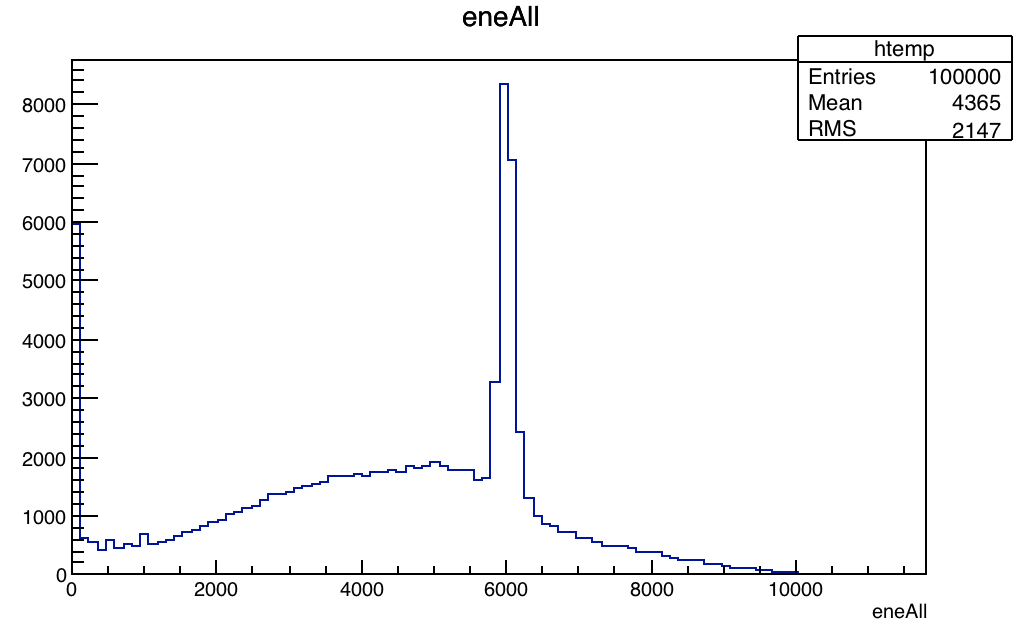 eneAll
htemp
Entries 100000
Mean 4365
RMS 2147
8000
7000
6000
5000
4000
3000
2000
1000
0
0 2000 4000 6000 8000 10000
eneAll